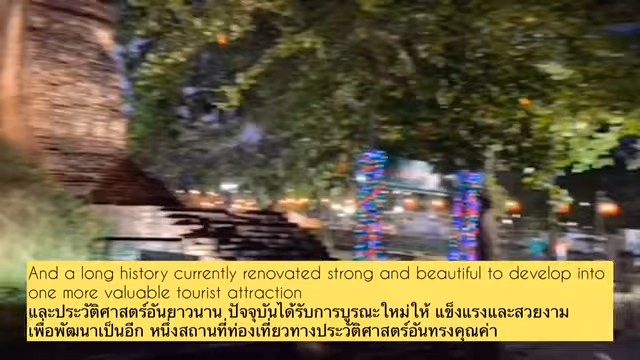 And a long history currently renovated strong and beautiful to develop into
one more valuable tourist attraction
และประวัติศาสตร์อันยาวนาน ปัจจุบันได้รับการบูรณะใหม่ให้ แข็งแรงและสวยงาม
เพื่อพัฒนาเป็นอีก หนึ่งสถานที่ท่องเที่ยวทางประวัติศาสตร์อันทรงคุณค่า